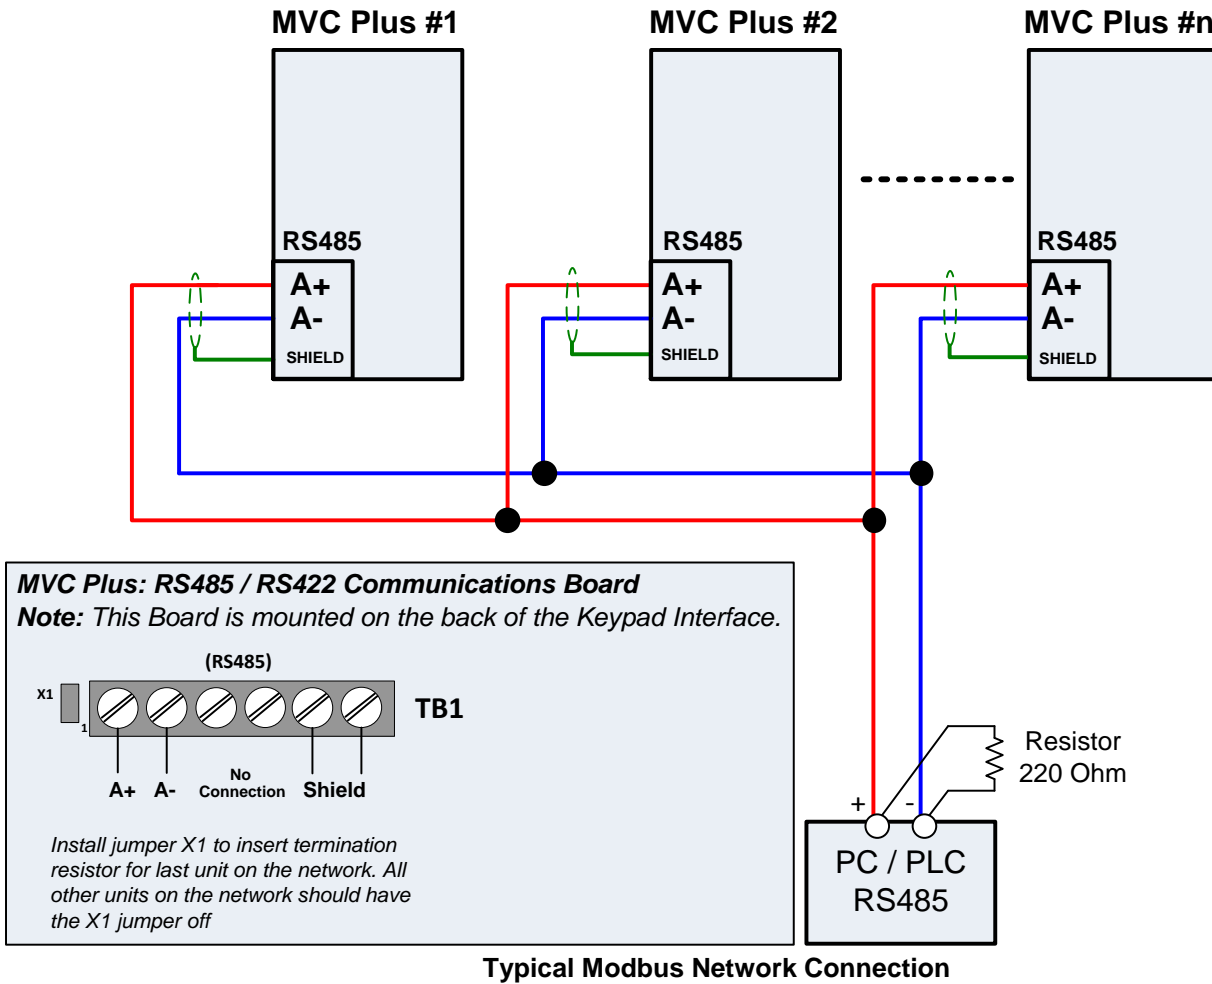 MVC Plus #1
MVC Plus #2
MVC Plus #n
RS485
A+
A-
SHIELD
RS485
A+
A-
SHIELD
RS485
A+
A-
SHIELD
MVC Plus: RS485 / RS422 Communications Board
Note: This Board is mounted on the back of the Keypad Interface.
(RS485)
X1
1
TB1
A+
A-
No
Connection
Shield
Install jumper X1 to insert termination
resistor for last unit on the network. All
other units on the network should have
the X1 jumper off
Resistor
220 Ohm
+
-
PC / PLC
RS485
Typical Modbus Network Connection